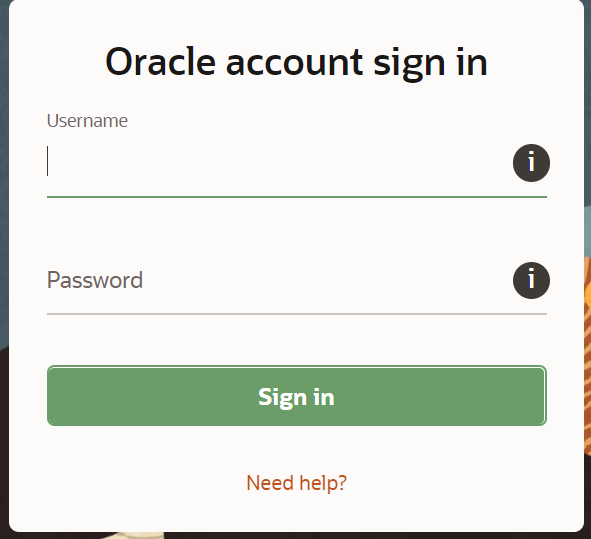 Oracle account sign in
Username
i
Password
i
Sign in
Need help?